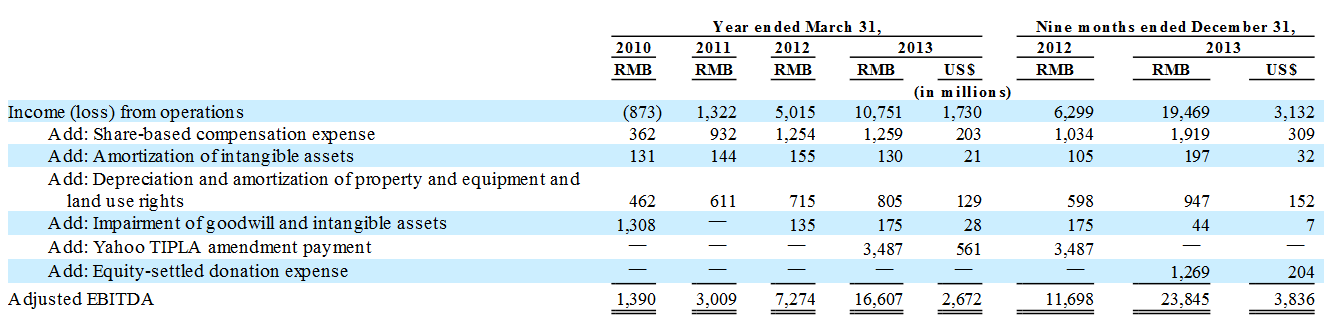 Year ended March 31, Nine months ended December 31,
2010 2011 2012 2013 2012 2013
RMB RMB RMB RMB US$ RMB RMB US$
(in millions)
Income (loss) from operations (873) 1,322 5,015 10,751 1,730 6,299 19,469 3,132
Add: Share-based compensation expense 362 932 1,254 1,259 203 1,034 1,919 309
Add: Amortization of intangible assets 131 144 155 130 21 105 197 32
Add: Depreciation and amortization of property and equipment and
land use rights 462 611 715 805 129 598 947 152
Add: Impairment of goodwill and intangible assets 1,308 — 135 175 28 175 44 7
Add: Yahoo TIPLA amendment payment — — — 3,487 561 3,487 — —
Add: Equity-settled donation expense — — — — — — 1,269 204
Adjusted EBITDA 1,390 3,009 7,274 16,607 2,672 11,698 23,845 3,836